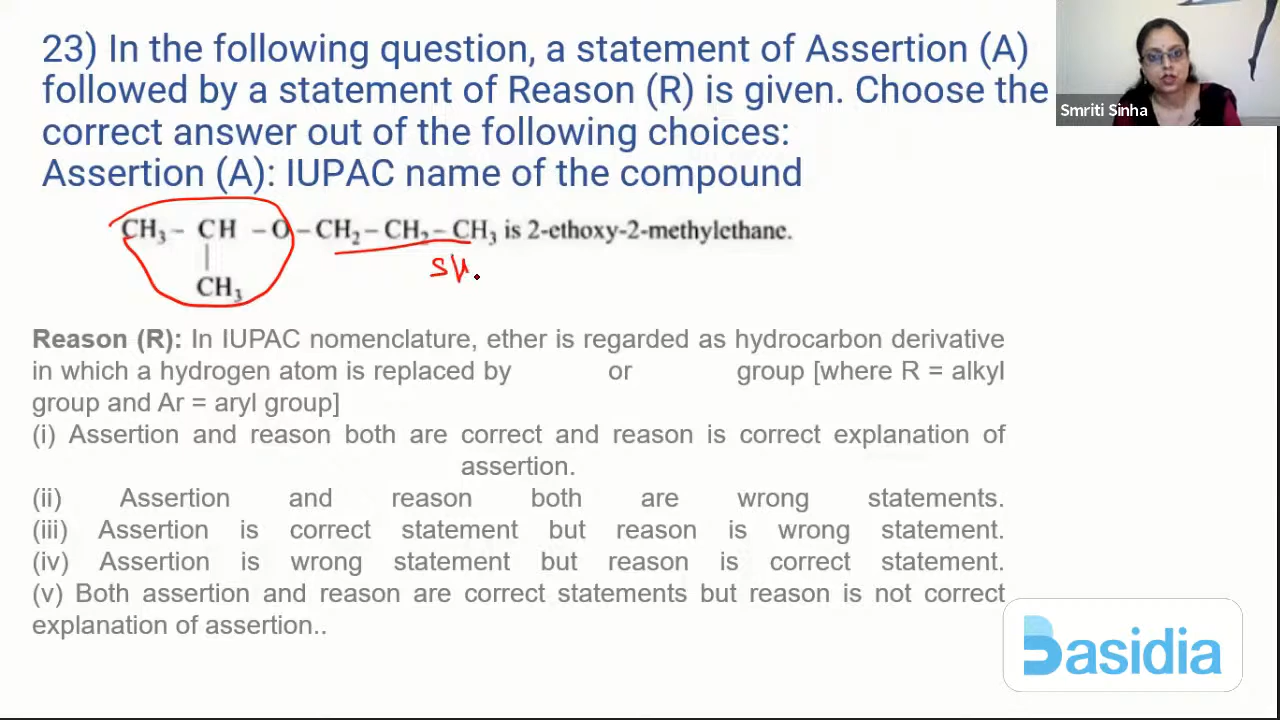 23) In the following question, a statement of Assertion (A)
followed by a statement of Reason (R) is given. Choose the
correct answer out of the following choices:
Assertion (A): IUPAC name of the compound
Smriti Sinha
CH₃ – CH – O – CH₂ – CH₂ – CH₃ is 2-ethoxy-2-methylethane.
|
CH₃
Reason (R): In IUPAC nomenclature, ether is regarded as hydrocarbon derivative
in which a hydrogen atom is replaced by or group [where R = alkyl
group and Ar = aryl group]
(i) Assertion and reason both are correct and reason is correct explanation of
assertion.
(ii) Assertion and reason both are wrong statements.
(iii) Assertion is correct statement but reason is wrong statement.
(iv) Assertion is wrong statement but reason is correct statement.
(v) Both assertion and reason are correct statements but reason is not correct
explanation of assertion..
Basidia